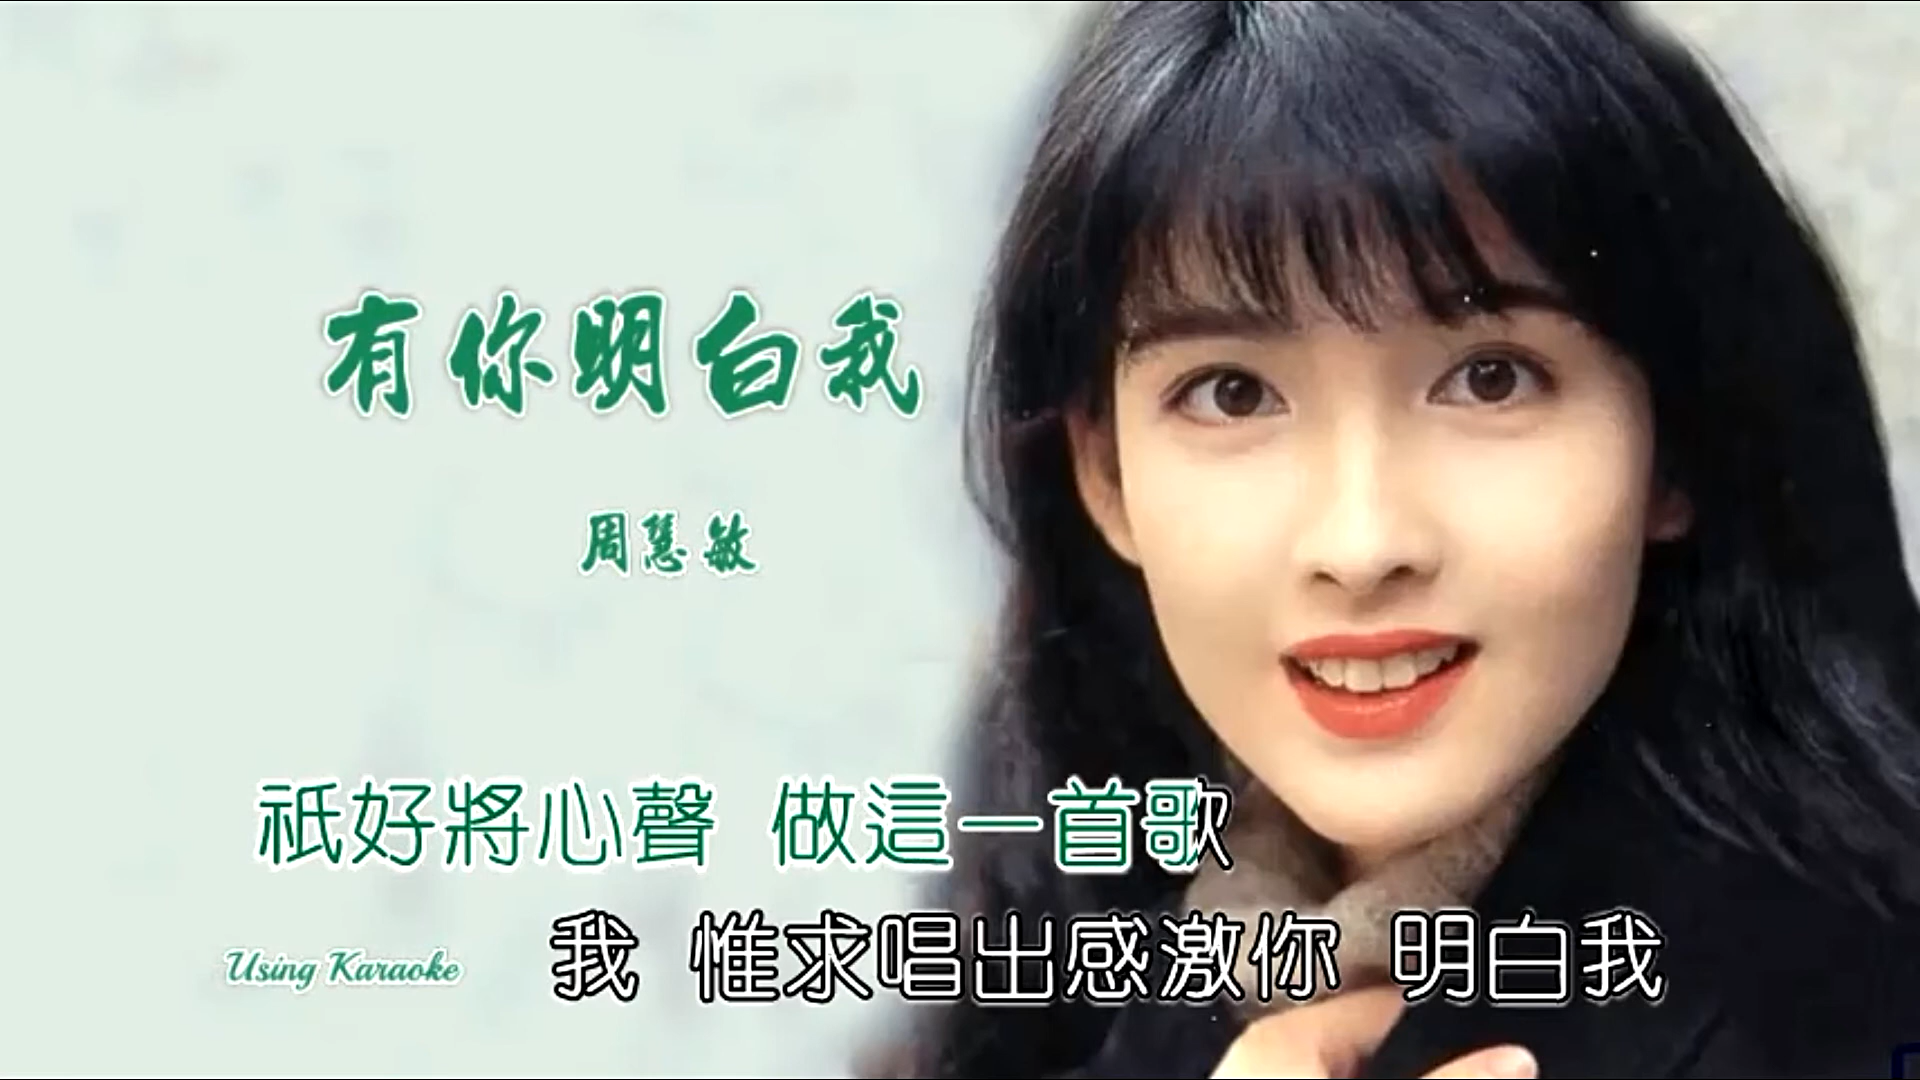 有你明白我
周慧敏
祇好將心聲 做這一首歌
我 惟求唱出感激你 明白我
Using Karaoke